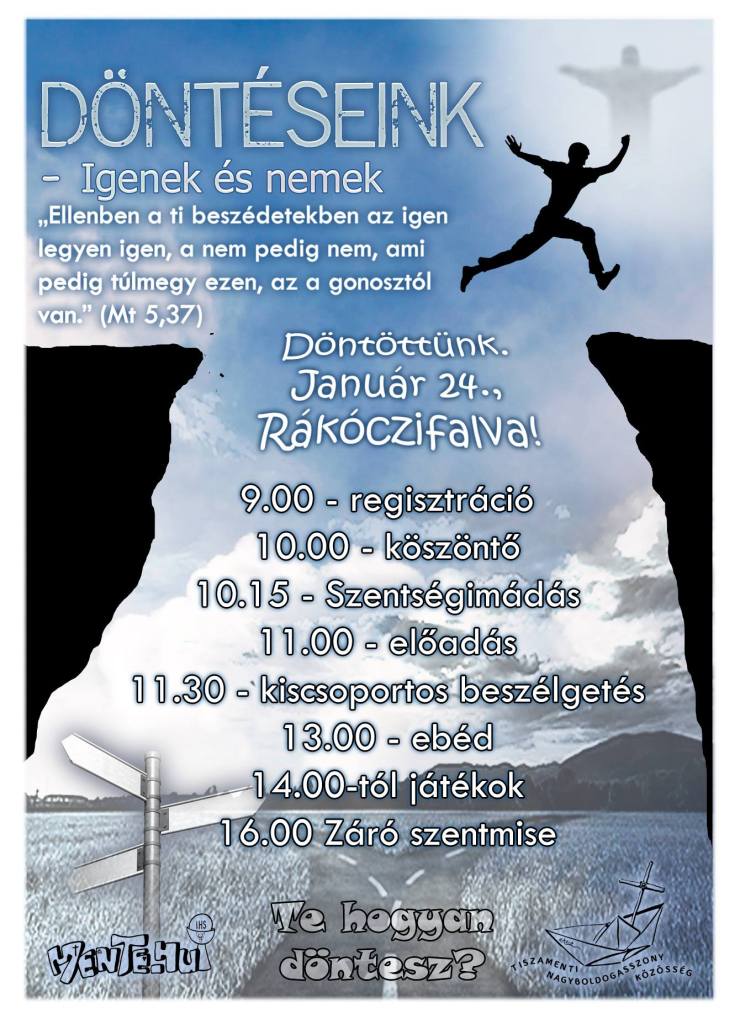 DÖNTÉSEINK
- Igenek és nemek
„Ellenben a ti beszédetekben az igen
legyen igen, a nem pedig nem, ami
pedig túlmegy ezen, az a gonosztól
van.” (Mt 5,37)
Döntöttünk.
Január 24.,
Rákóczifalva!
9.00 - regisztráció
10.00 - köszöntő
10.15 - Szentségimádás
11.00 - előadás
11.30 - kiscsoportos beszélgetés
13.00 - ebéd
14.00-tól játékok
16.00 Záró szentmise
Te hogyan
döntesz?
IHS
MENTEHUI
TISZAMENTI
NAGYBOLDOGASSZONY
KÖZÖSSÉG